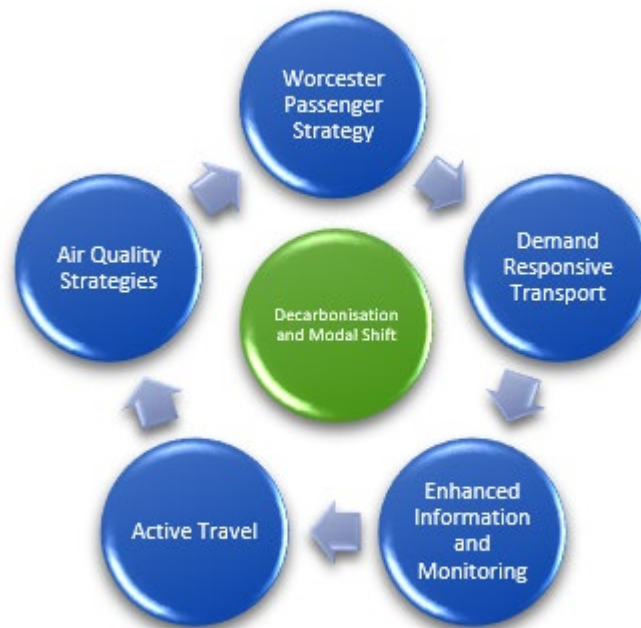 Worcester
Passenger
Strategy
Demand
Responsive
Transport
Enhanced
Information
and
Monitoring
Active Travel
Air Quality
Strategies
Decarbonisation
and Modal Shift